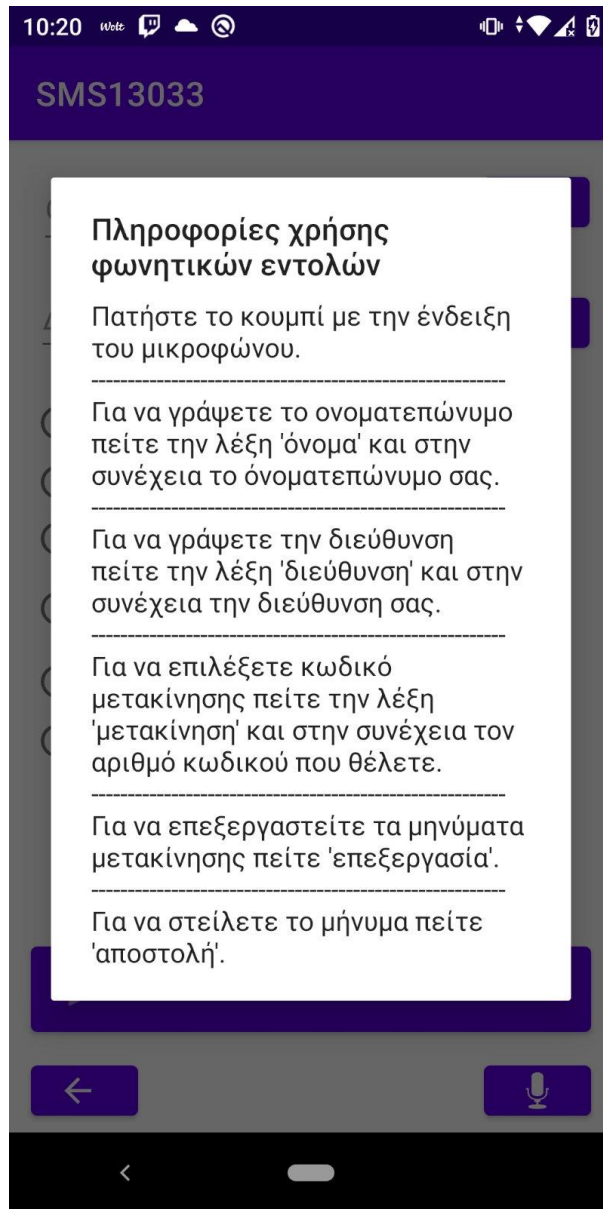 10:20 Wott
SMS13033
Πληροφορίες χρήσης
φωνητικών εντολών
Πατήστε το κουμπί με την ένδειξη
του μικροφώνου.
---------------------------------------------------------
Για να γράψετε το ονοματεπώνυμο
πείτε την λέξη 'όνομα' και στην
συνέχεια το όνοματεπώνυμο σας.
---------------------------------------------------------
Για να γράψετε την διεύθυνση
πείτε την λέξη 'διεύθυνση' και στην
συνέχεια την διεύθυνση σας.
---------------------------------------------------------
Για να επιλέξετε κωδικό
μετακίνησης πείτε την λέξη
'μετακίνηση' και στην συνέχεια τον
αριθμό κωδικού που θέλετε.
---------------------------------------------------------
Για να επεξεργαστείτε τα μηνύματα
μετακίνησης πείτε 'επεξεργασία'.
---------------------------------------------------------
Για να στείλετε το μήνυμα πείτε
'αποστολή'.